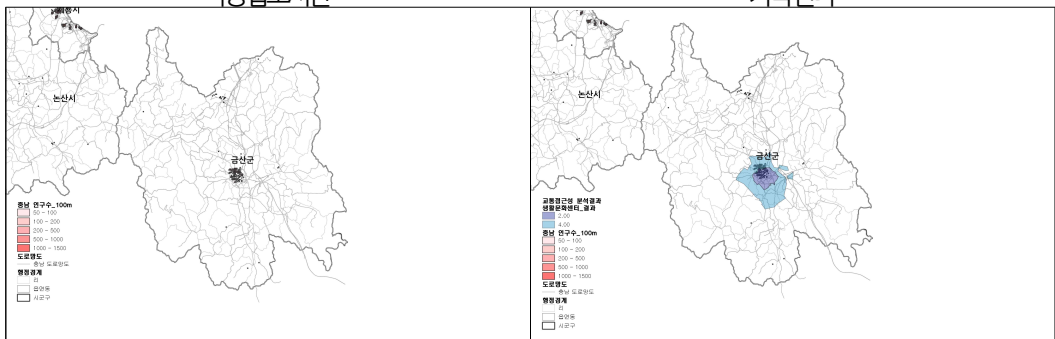 논산시
금산군
충남 인구수_100m
50 - 100
100 - 200
200 - 500
500 - 1000
1000 - 1500
도로망도
충남 도로망도
행정경계
리
읍면동
시군구
논산시
금산군
교통접근성 분석결과
생활문화센터_결과
2.00
4.00
충남 인구수_100m
50 - 100
100 - 200
200 - 500
500 - 1000
1000 - 1500
도로망도
충남 도로망도
행정경계
리
읍면동
시군구